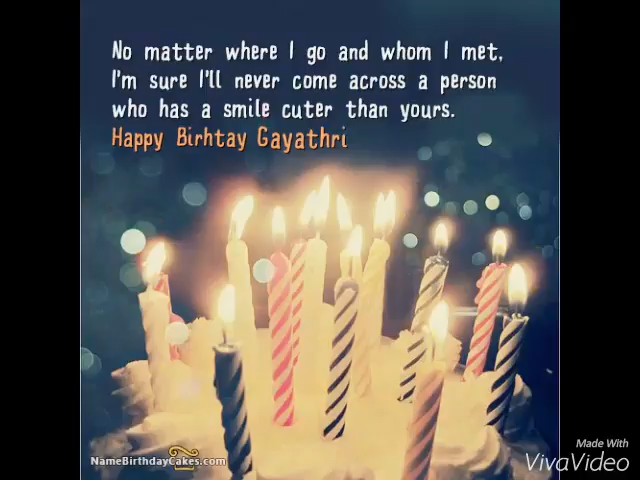 No matter where I go and whom I met,
I'm sure I'll never come across a person
who has a smile cuter than yours.
Happy Birhtay Gayathri
NameBirthdayCakes.com
Made With
VivaVideo